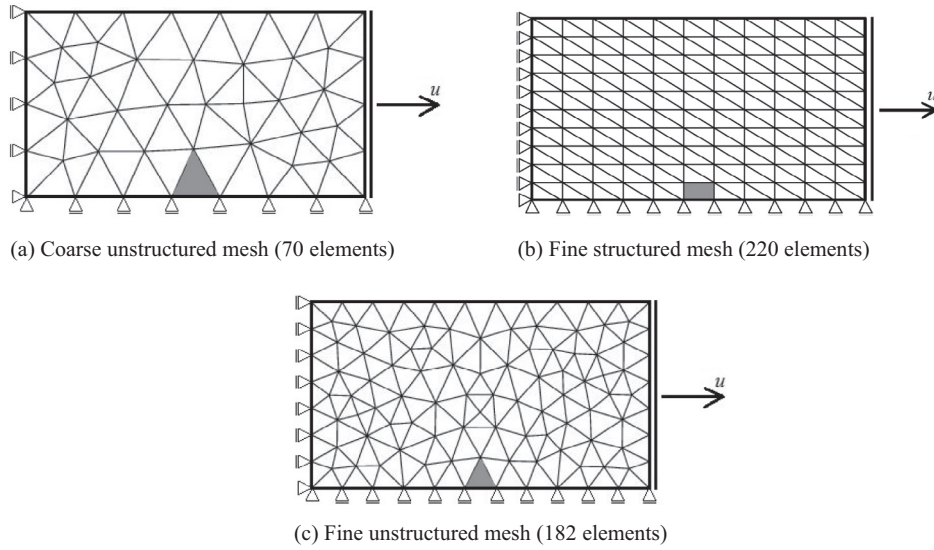 u
u
(a) Coarse unstructured mesh (70 elements)
(b) Fine structured mesh (220 elements)
u
(c) Fine unstructured mesh (182 elements)